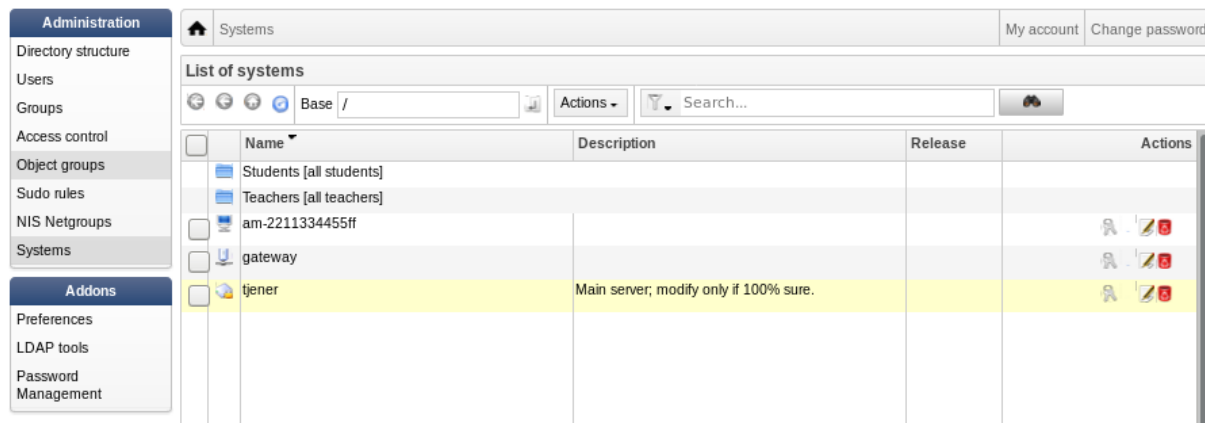 Administration
Directory structure
Users
Groups
Access control
Object groups
Sudo rules
NIS Netgroups
Systems
Addons
Preferences
LDAP tools
Password
Management
Systems
My account
Change password
List of systems
Base /
Actions
Search...
Name Description Release Actions
Students [all students]
Teachers [all teachers]
am-2211334455ff
gateway
tjener Main server; modify only if 100% sure.